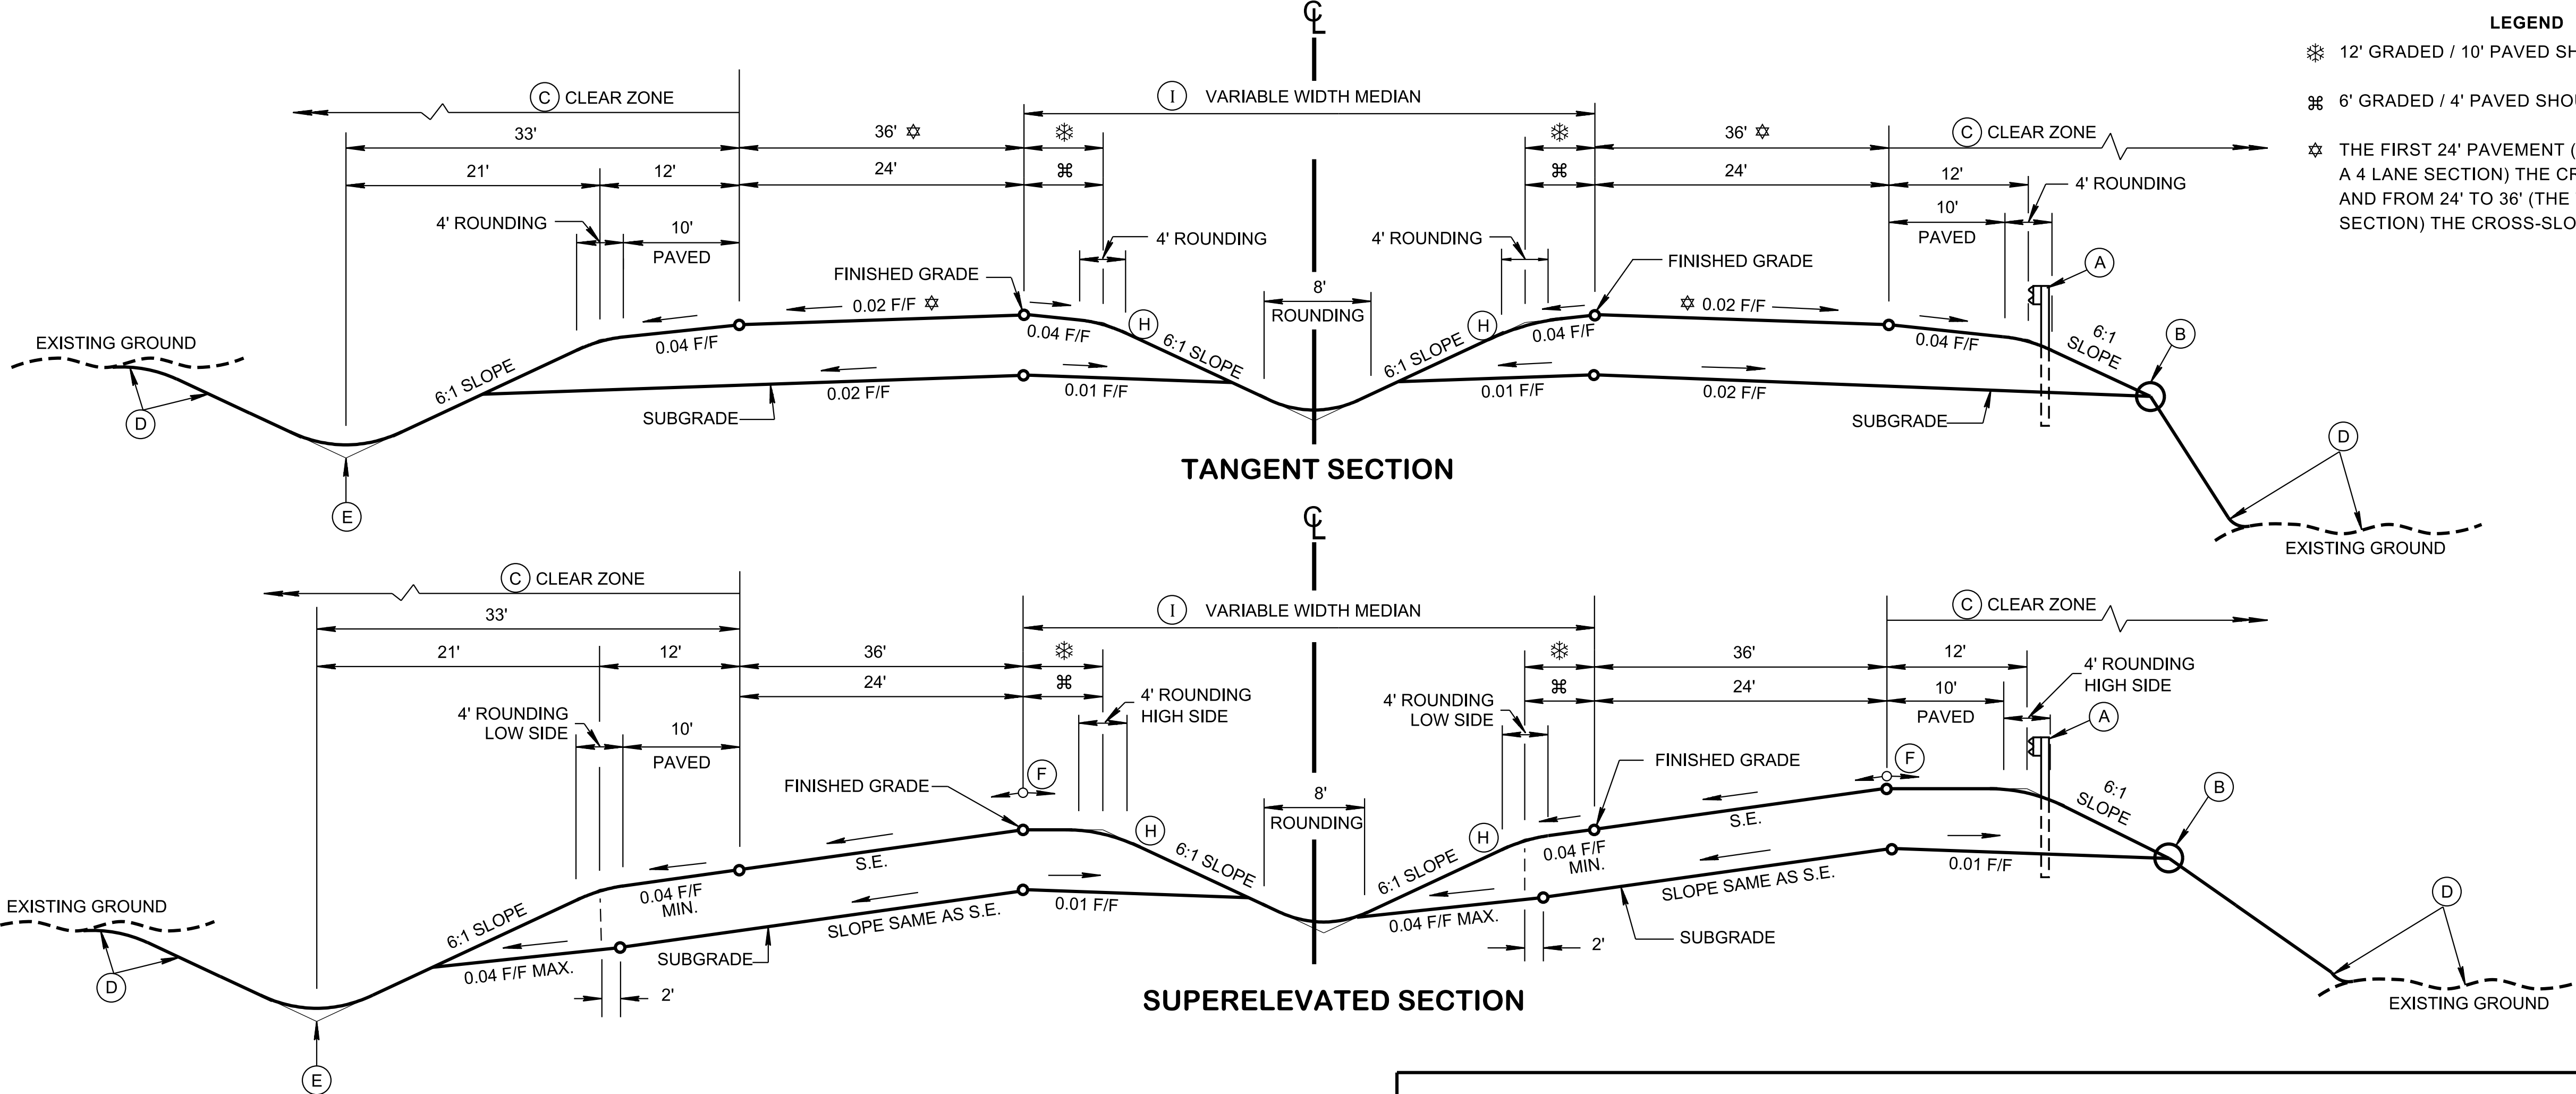 LEGEND
12' GRADED / 10' PAVED
6' GRADED / 4' PAVED
THE FIRST 24' PAVEMENT (
A 4 LANE SECTION) THE
AND FROM 24' TO 36' (THE
SECTION) THE
℄
C CLEAR ZONE
I VARIABLE WIDTH MEDIAN
C CLEAR ZONE
33'
36' ✡
36' ✡
21'
12'
24'
⌘
⌘
24'
12'
4' ROUNDING
4' ROUNDING
10'
PAVED
4' ROUNDING
4' ROUNDING
10'
PAVED
FINISHED GRADE
FINISHED GRADE
A
8'
ROUNDING
0.02 F/F ✡
✡ 0.02 F/F
EXISTING GROUND
0.04 F/F
0.04 F/F
H
6:1 SLOPE
H
6:1 SLOPE
0.04 F/F
0.04 F/F
6:1
SLOPE
B
6:1 SLOPE
0.02 F/F
0.01 F/F
0.01 F/F
0.02 F/F
D
SUBGRADE
SUBGRADE
D
TANGENT SECTION
E
EXISTING GROUND
℄
C CLEAR ZONE
I VARIABLE WIDTH MEDIAN
C CLEAR ZONE
33'
21'
12'
36'
36'
12'
24'
⌘
⌘
24'
10'
PAVED
4' ROUNDING
HIGH SIDE
4' ROUNDING
LOW SIDE
10'
PAVED
4' ROUNDING
HIGH SIDE
4' ROUNDING
LOW SIDE
A
FINISHED GRADE
F
FINISHED GRADE
F
8'
ROUNDING
S.E.
H
6:1 SLOPE
H
6:1 SLOPE
0.04 F/F
MIN.
S.E.
6:1
SLOPE
B
EXISTING GROUND
6:1 SLOPE
0.04 F/F
MIN.
SLOPE SAME AS S.E.
0.01 F/F
0.04 F/F MAX.
SLOPE SAME AS S.E.
0.01 F/F
D
0.04 F/F MAX.
SUBGRADE
2'
2'
SUBGRADE
D
SUPERELEVATED SECTION
EXISTING GROUND
E